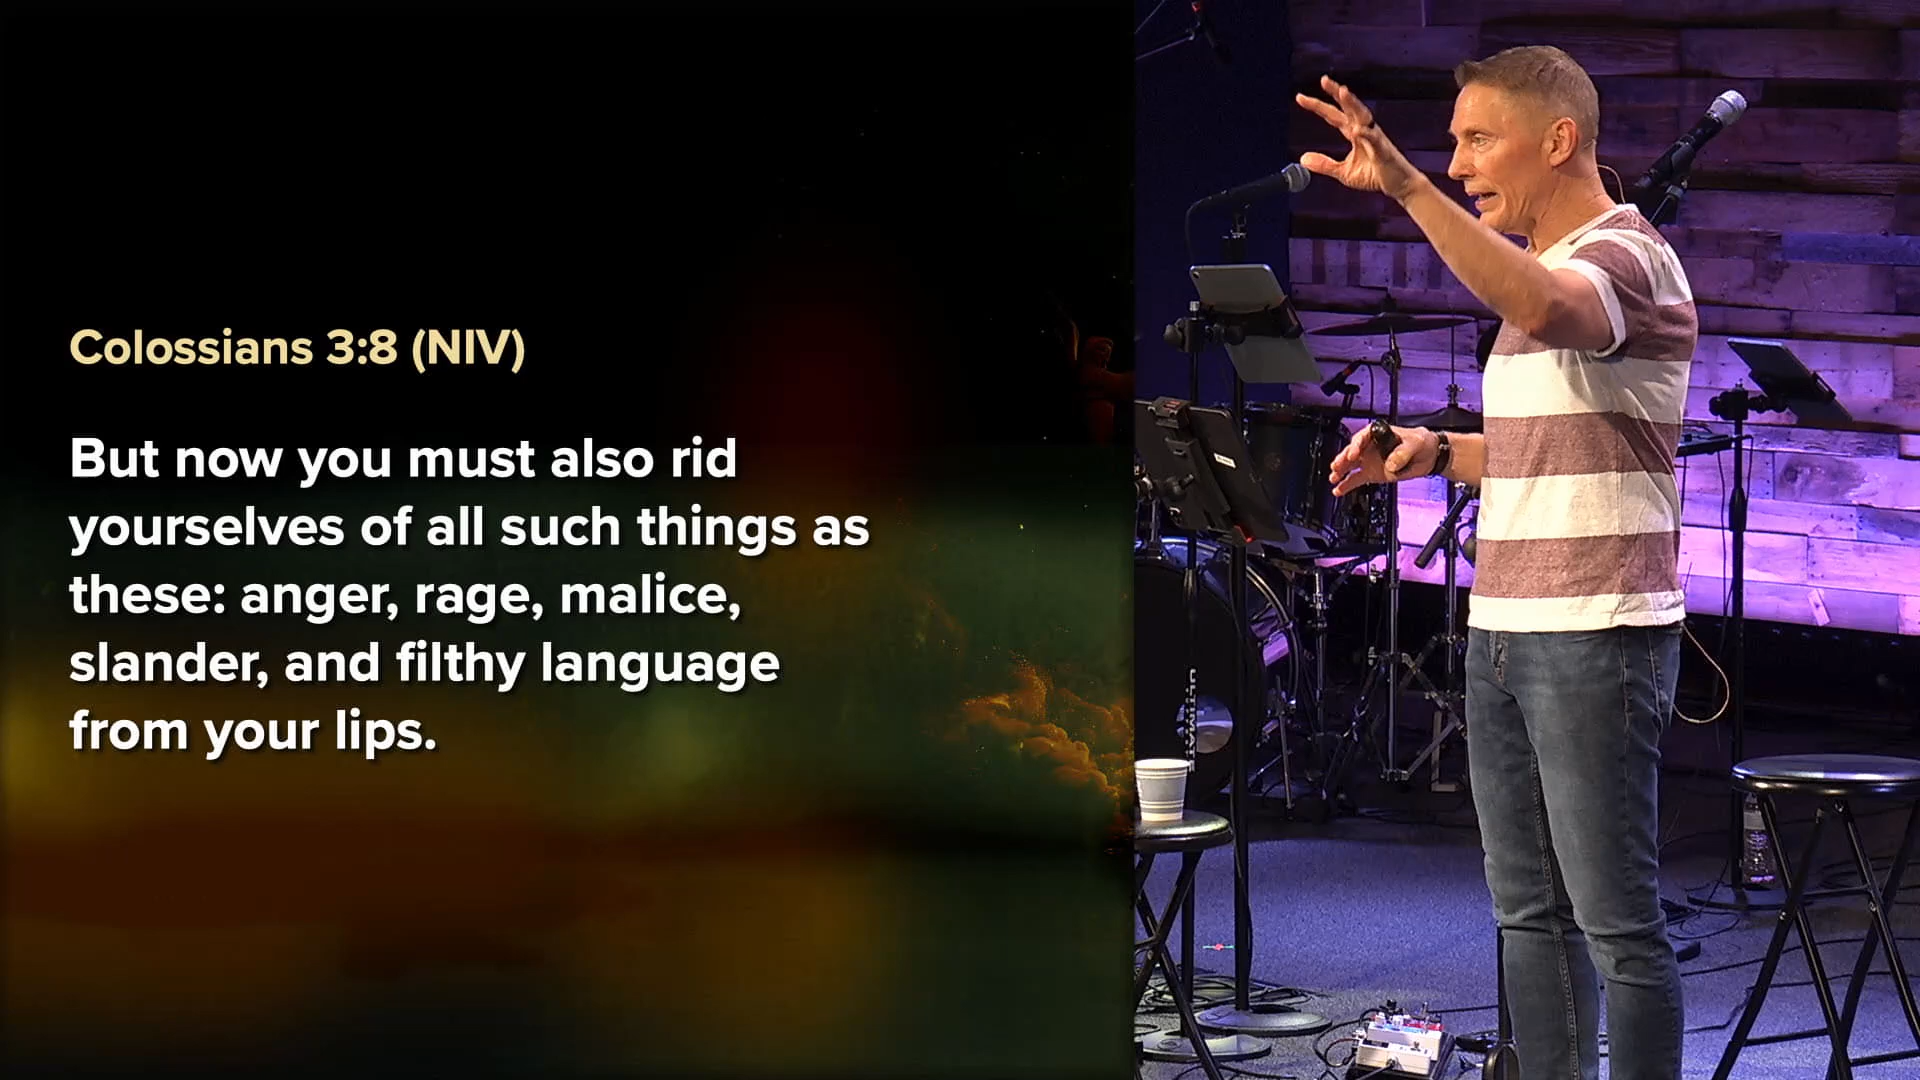 Colossians 3:8 (NIV)
But now you must also rid
yourselves of all such things as
these: anger, rage, malice,
slander, and filthy language
from your lips.
ULTIMATE